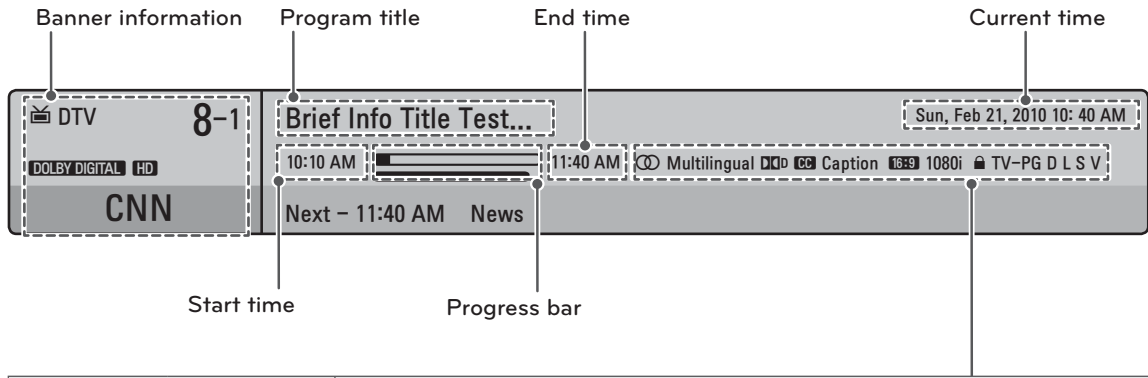 Banner information Program title End time Current time
DTV 8-1 Brief Info Title Test... Sun, Feb 21, 2010 10: 40 AM
DOLBY DIGITAL HD 10:10 AM 11:40 AM Multilingual D CC Caption 16:9 1080i TV-PG D L S V
CNN Next - 11:40 AM News
Start time Progress bar